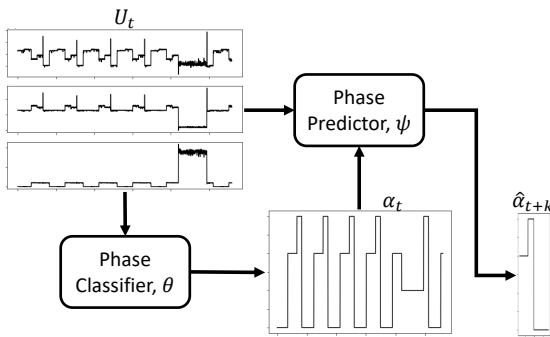 U_t
Phase
Predictor, ψ
α_t
α̂_{t+k}
Phase
Classifier, θ